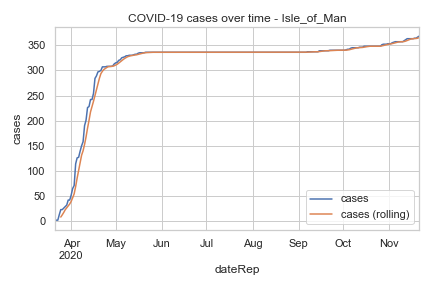 COVID-19 cases over time - Isle_of_Man
cases
350
300
250
200
150
100
50
0
cases
cases (rolling)
Apr May Jun Jul Aug Sep Oct Nov
2020
dateRep